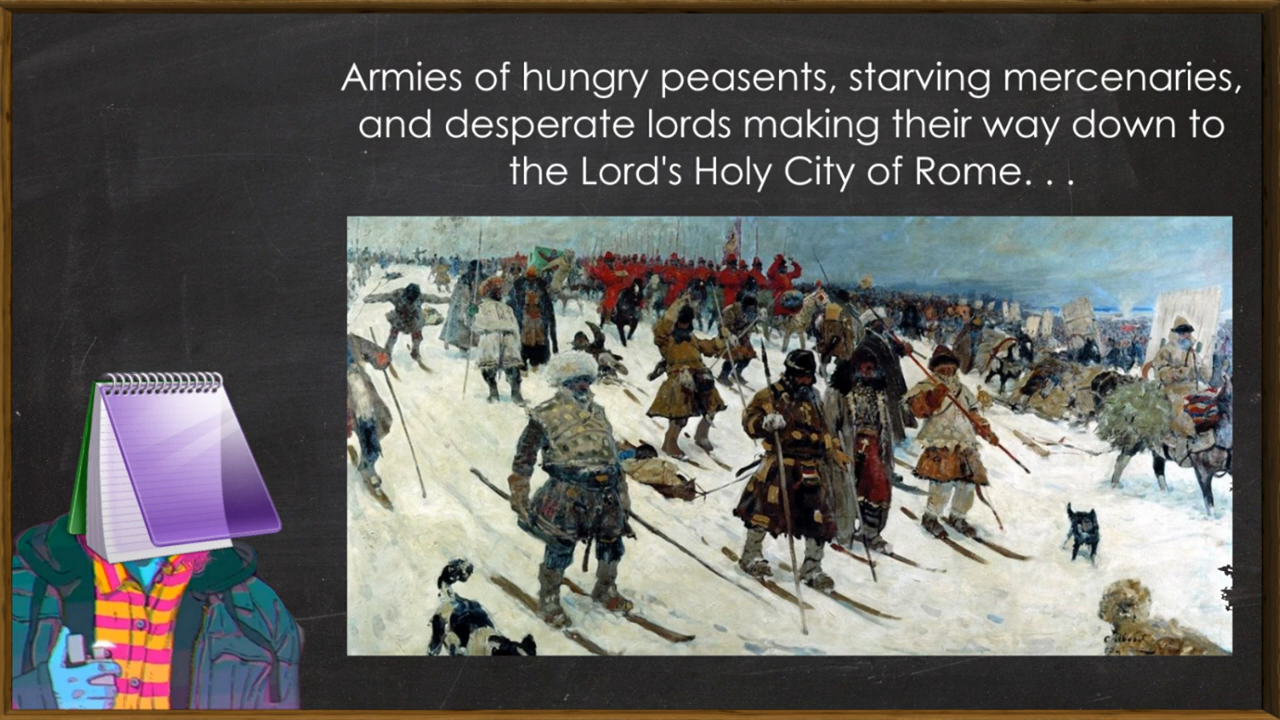 Armies of hungry peasents, starving mercenaries,
and desperate lords making their way down to
the Lord's Holy City of Rome. . .